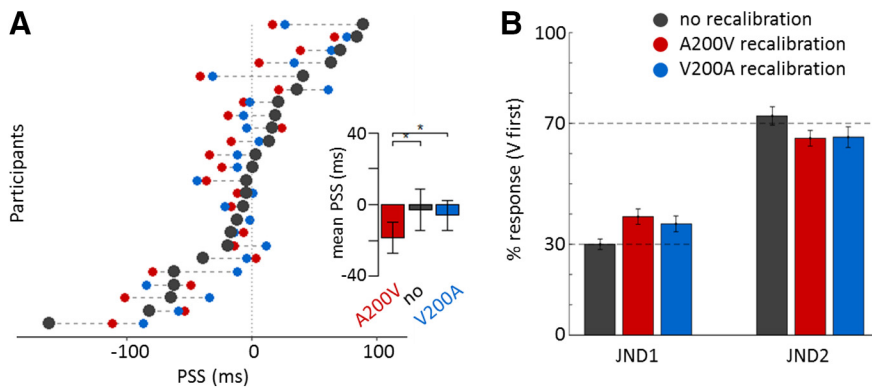 A
Participants
40
0
-40
mean PSS (ms)
*
*
A200V
no
V200A
-100
0
100
PSS (ms)
B
no recalibration
A200V recalibration
V200A recalibration
100
70
30
0
% response (V first)
JND1
JND2